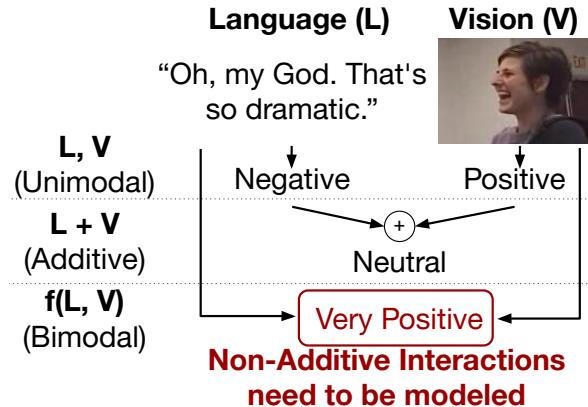 Language (L) Vision (V)
“Oh, my God. That's
so dramatic.”
L, V
(Unimodal)
Negative Positive
L + V
(Additive)
+
Neutral
f(L, V)
(Bimodal)
Very Positive
Non-Additive Interactions
need to be modeled